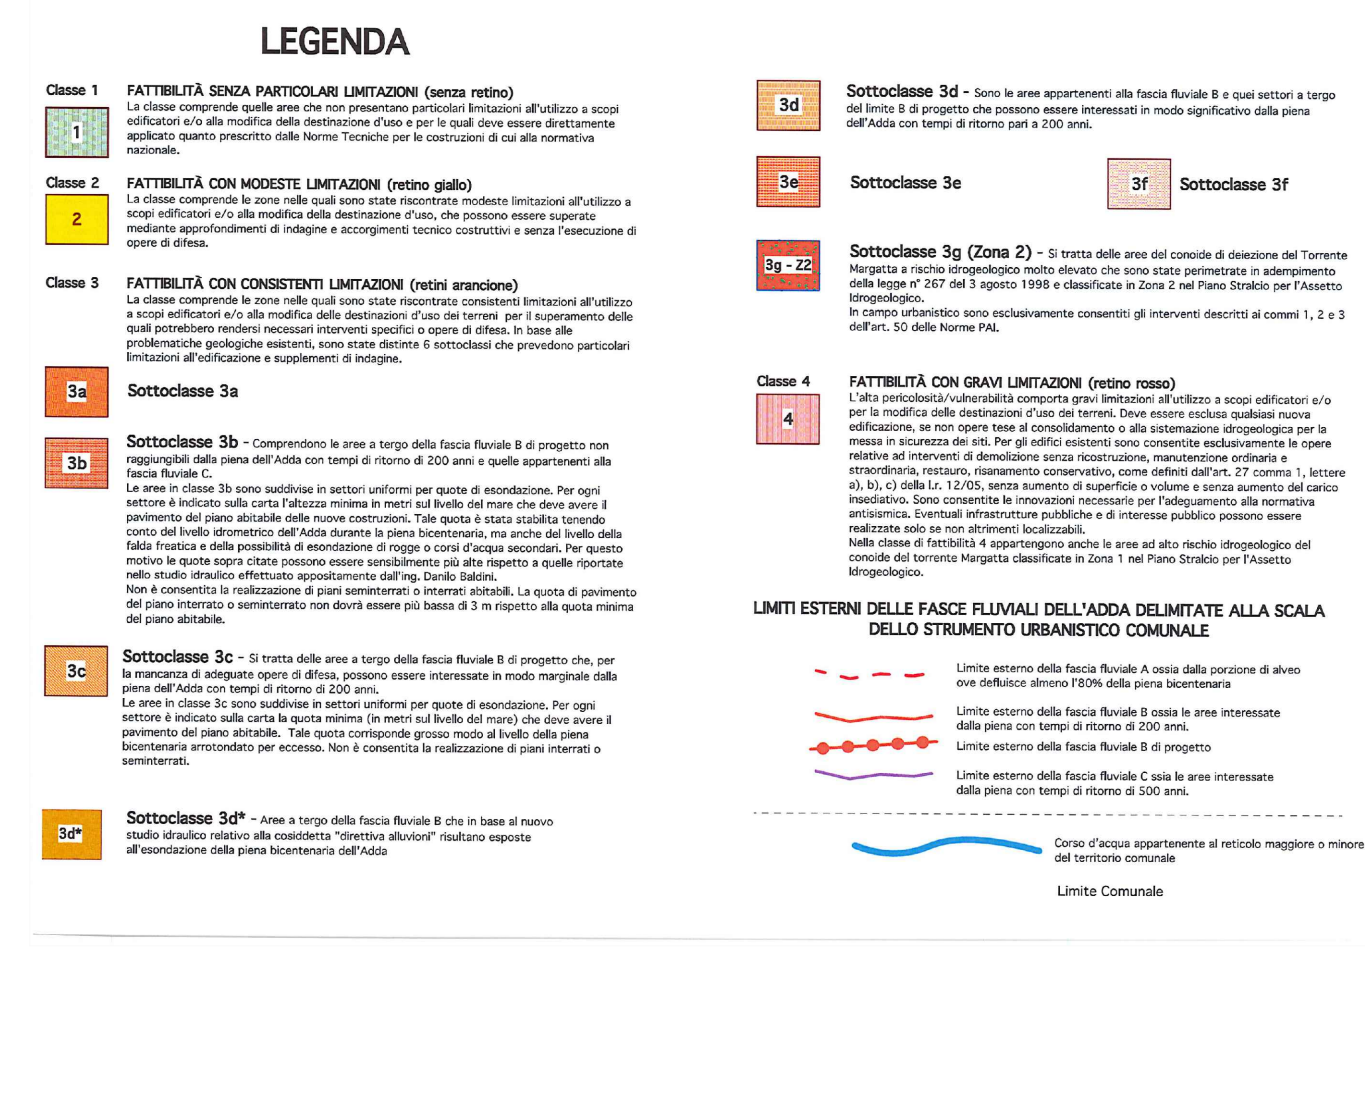 LEGENDA
Classe 1
FATTIBILITÀ SENZA PARTICOLARI LIMITAZIONI (senza retino)
La classe comprende quelle aree che non presentano particolari limitazioni all'utilizzo a scopi
edificatori e/o alla modifica della destinazione d'uso e per le quali deve essere direttamente
applicato quanto prescritto dalle Norme Tecniche per le costruzioni di cui alla normativa
nazionale.
1
Classe 2
FATTIBILITÀ CON MODESTE LIMITAZIONI (retino giallo)
La classe comprende le zone nelle quali sono state riscontrate modeste limitazioni all'utilizzo a
scopi edificatori e/o alla modifica della destinazione d'uso, che possono essere superate
mediante approfondimenti di indagine e accorgimenti tecnico costruttivi e senza l'esecuzione di
opere di difesa.
2
Classe 3
FATTIBILITÀ CON CONSISTENTI LIMITAZIONI (retini arancione)
La classe comprende le zone nelle quali sono state riscontrate consistenti limitazioni all'utilizzo
a scopi edificatori e/o alla modifica delle destinazioni d'uso dei terreni per il superamento delle
quali potrebbero rendersi necessari interventi specifici o opere di difesa. In base alle
problematiche geologiche esistenti, sono state distinte 6 sottoclassi che prevedono particolari
limitazioni all'edificazione e supplementi di indagine.
3a
Sottoclasse 3a
3b
Sottoclasse 3b - Comprendono le aree a tergo della fascia fluviale B di progetto non
raggiungibili dalla piena dell'Adda con tempi di ritorno di 200 anni e quelle appartenenti alla
fascia fluviale C.
Le aree in classe 3b sono suddivise in settori uniformi per quote di esondazione. Per ogni
settore è indicato sulla carta l'altezza minima in metri sul livello del mare che deve avere il
pavimento del piano abitabile delle nuove costruzioni. Tale quota è stata stabilita tenendo
conto del livello idrometrico dell'Adda durante la piena bicentenaria, ma anche del livello della
falda freatica e della possibilità di esondazione di rogge o corsi d'acqua secondari. Per questo
motivo le quote sopra citate possono essere sensibilmente più alte rispetto a quelle riportate
nello studio idraulico effettuato appositamente dall'ing. Danilo Baldini.
Non è consentita la realizzazione di piani seminterrati o interrati abitabili. La quota di pavimento
del piano interrato o seminterrato non dovrà essere più bassa di 3 m rispetto alla quota minima
del piano abitabile.
3c
Sottoclasse 3c - Si tratta delle aree a tergo della fascia fluviale B di progetto che, per
la mancanza di adeguate opere di difesa, possono essere interessate in modo marginale dalla
piena dell'Adda con tempi di ritorno di 200 anni.
Le aree in classe 3c sono suddivise in settori uniformi per quote di esondazione. Per ogni
settore è indicato sulla carta la quota minima (in metri sul livello del mare) che deve avere il
pavimento del piano abitabile. Tale quota corrisponde grosso modo al livello della piena
bicentenaria arrotondato per eccesso. Non è consentita la realizzazione di piani interrati o
seminterrati.
3d*
Sottoclasse 3d* - Aree a tergo della fascia fluviale B che in base al nuovo
studio idraulico relativo alla cosiddetta "direttiva alluvioni" risultano esposte
all'esondazione della piena bicentenaria dell'Adda
3d
Sottoclasse 3d - Sono le aree appartenenti alla fascia fluviale B e quei settori a tergo
del limite B di progetto che possono essere interessati in modo significativo dalla piena
dell'Adda con tempi di ritorno pari a 200 anni.
3e
Sottoclasse 3e
3f
Sottoclasse 3f
3g - Z2
Sottoclasse 3g (Zona 2) - Si tratta delle aree del conoide di deiezione del Torrente
Margatta a rischio idrogeologico molto elevato che sono state perimetrate in adempimento
della legge n° 267 del 3 agosto 1998 e classificate in Zona 2 nel Piano Stralcio per l'Assetto
Idrogeologico.
In campo urbanistico sono esclusivamente consentiti gli interventi descritti ai commi 1, 2 e 3
dell'art. 50 delle Norme PAI.
Classe 4
FATTIBILITÀ CON GRAVI LIMITAZIONI (retino rosso)
L'alta pericolosità/vulnerabilità comporta gravi limitazioni all'utilizzo a scopi edificatori e/o
per la modifica delle destinazioni d'uso dei terreni. Deve essere esclusa qualsiasi nuova
edificazione, se non opere tese al consolidamento o alla sistemazione idrogeologica per la
messa in sicurezza dei siti. Per gli edifici esistenti sono consentite esclusivamente le opere
relative ad interventi di demolizione senza ricostruzione, manutenzione ordinaria e
straordinaria, restauro, risanamento conservativo, come definiti dall'art. 27 comma 1, lettere
a), b), c) della l.r. 12/05, senza aumento di superficie o volume e senza aumento del carico
insediativo. Sono consentite le innovazioni necessarie per l'adeguamento alla normativa
antisismica. Eventuali infrastrutture pubbliche e di interesse pubblico possono essere
realizzate solo se non altrimenti localizzabili.
Nella classe di fattibilità 4 appartengono anche le aree ad alto rischio idrogeologico del
conoide del torrente Margatta classificate in Zona 1 nel Piano Stralcio per l'Assetto
Idrogeologico.
4
LIMITI ESTERNI DELLE FASCE FLUVIALI DELL'ADDA DELIMITATE ALLA SCALA
DELLO STRUMENTO URBANISTICO COMUNALE
Limite esterno della fascia fluviale A ossia dalla porzione di alveo
ove defluisce almeno l'80% della piena bicentenaria
Limite esterno della fascia fluviale B ossia le aree interessate
dalla piena con tempi di ritorno di 200 anni.
Limite esterno della fascia fluviale B di progetto
Limite esterno della fascia fluviale C ssia le aree interessate
dalla piena con tempi di ritorno di 500 anni.
Corso d'acqua appartenente al reticolo maggiore o minore
del territorio comunale
Limite Comunale